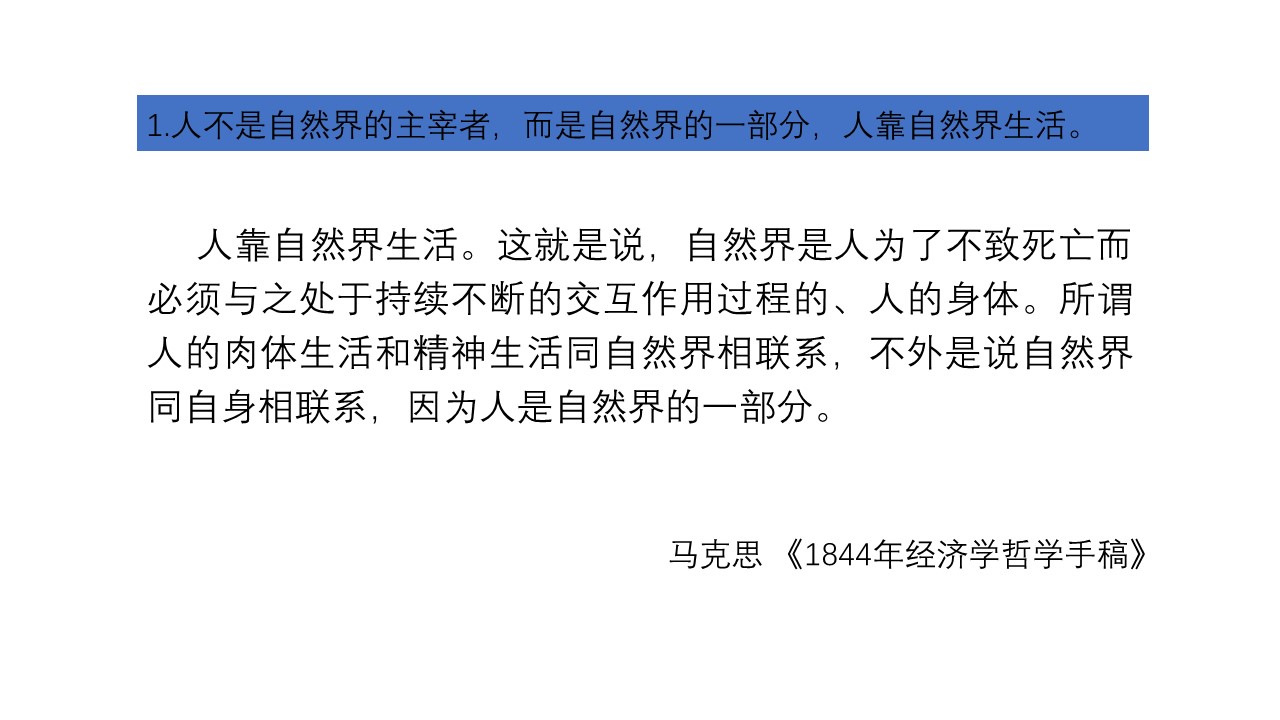 1.人不是自然界的主宰者，而是自然界的一部分，人靠自然界生活。
人靠自然界生活。这就是说，自然界是人为了不致死亡而
必须与之处于持续不断的交互作用过程的、人的身体。所谓
人的肉体生活和精神生活同自然界相联系，不外是说自然界
同自身相联系，因为人是自然界的一部分。
马克思 《1844年经济学哲学手稿》